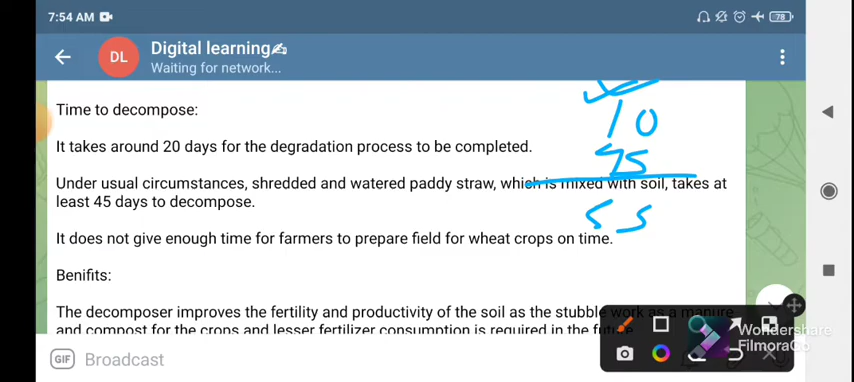 7:54 AM
78
DL
Digital learning✍
Waiting for network...
Time to decompose:
10
It takes around 20 days for the degradation process to be completed.
45
Under usual circumstances, shredded and watered paddy straw, which is mixed with soil, takes at
least 45 days to decompose.
55
It does not give enough time for farmers to prepare field for wheat crops on time.
Benifits:
The decomposer improves the fertility and productivity of the soil as the stubble work as a manure
and compost for the crops and lesser fertilizer consumption is required in the future.
Wondershare
FilmoraGo
GIF
Broadcast